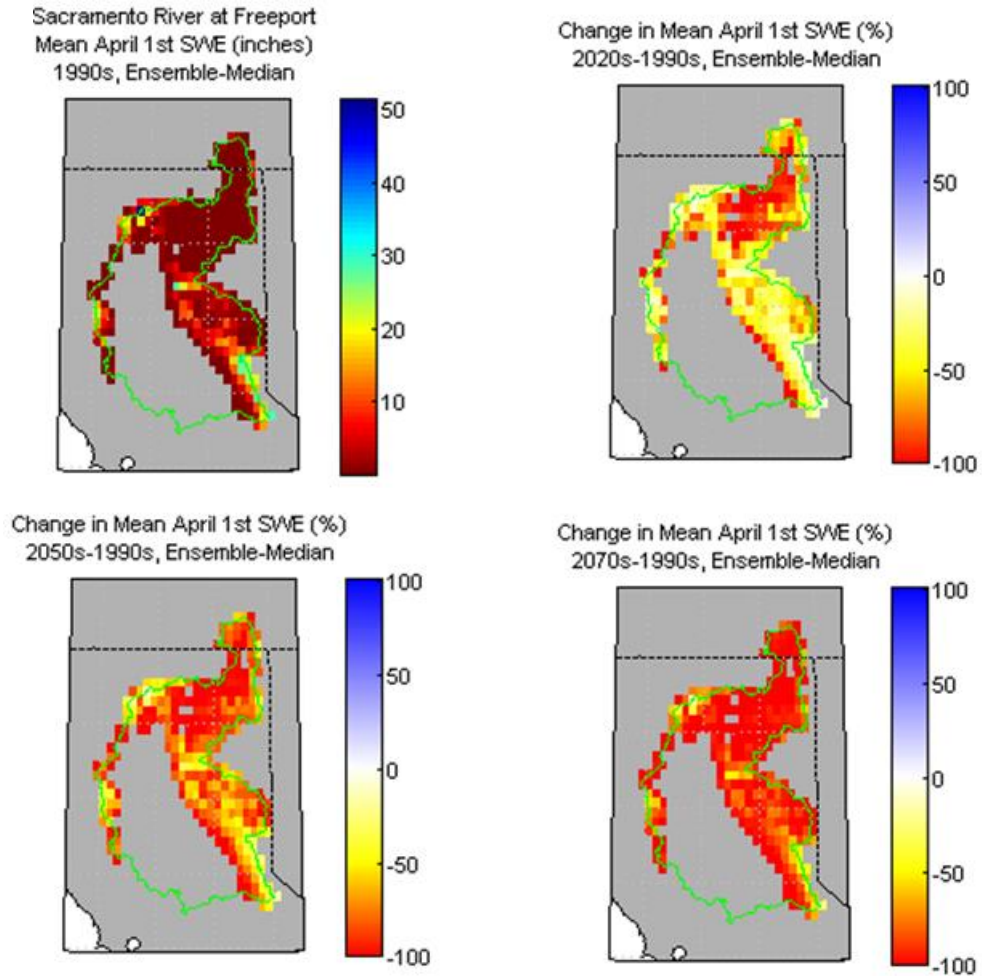 Sacramento River at Freeport
Mean April 1st SWE (inches)
1990s, Ensemble-Median
50
40
30
20
10
Change in Mean April 1st SWE (%)
2020s-1990s, Ensemble-Median
100
50
0
-50
-100
Change in Mean April 1st SWE (%)
2050s-1990s, Ensemble-Median
100
50
0
-50
-100
Change in Mean April 1st SWE (%)
2070s-1990s, Ensemble-Median
100
50
0
-50
-100